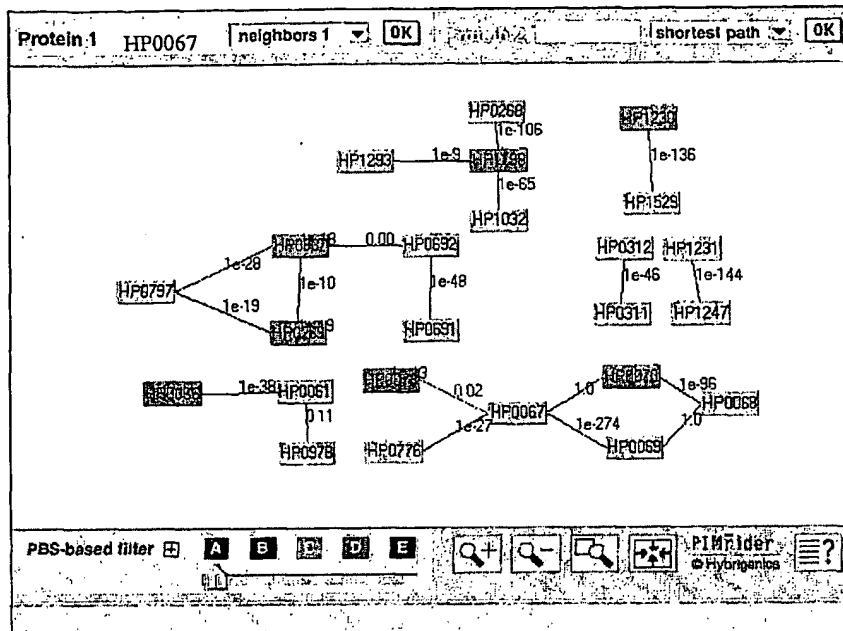 Protein 1 HP0067 neighbors 1 OK shortest path OK
HP0268
1e-106
HP1230
HP1293 1e-9 HP1198
1e-136
1e-65
HP1032
HP1529
0.00 HP0692
HP0312 HP1231
1e-28
1e-10
1e-48
1e-46
1e-144
HP0797
1e-19
HP0691
HP0311
HP1247
1e-38 HP0061
0.02
1.0
HP0070
1e-96
0.11
HP0067
HP0068
1e-27
1e-274
1.0
HP0978
HP0776
HP0069
PBS-based filter A B C D E
PIMrider
© Hybrigenics
?